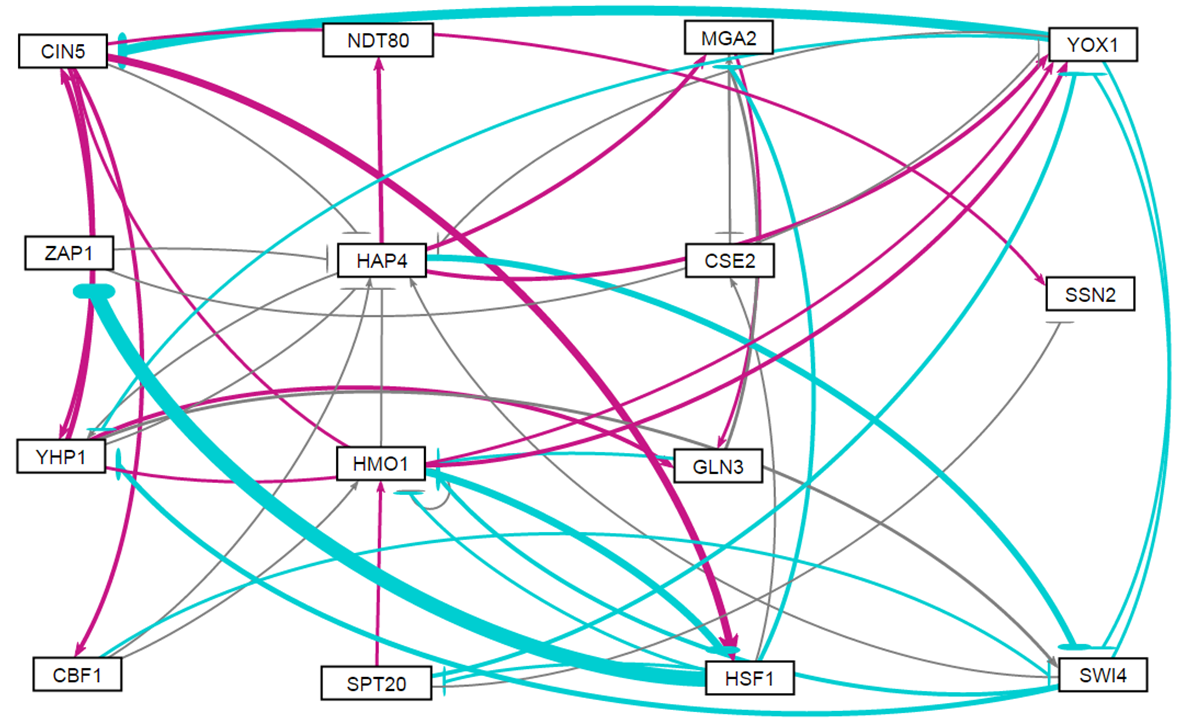 CIN5
NDT80
MGA2
YOX1
ZAP1
HAP4
CSE2
SSN2
YHP1
HMO1
GLN3
CBF1
SPT20
HSF1
SWI4